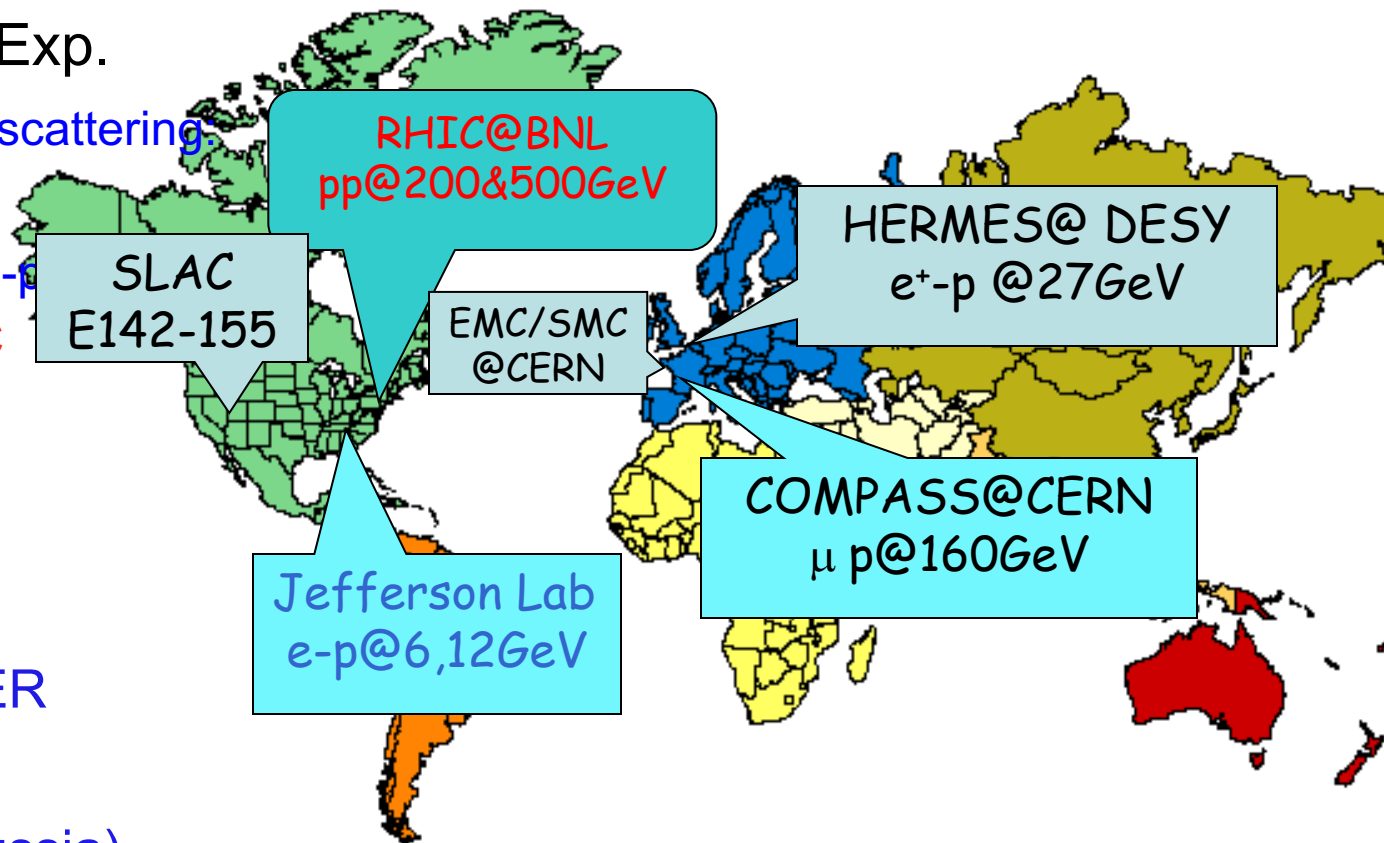 Exp.
scattering:
RHIC@BNL
pp@200&500GeV
HERMES@ DESY
e⁺-p @27GeV
SLAC
E142-155
EMC/SMC
@CERN
COMPASS@CERN
μ p@160GeV
Jefferson Lab
e-p@6,12GeV